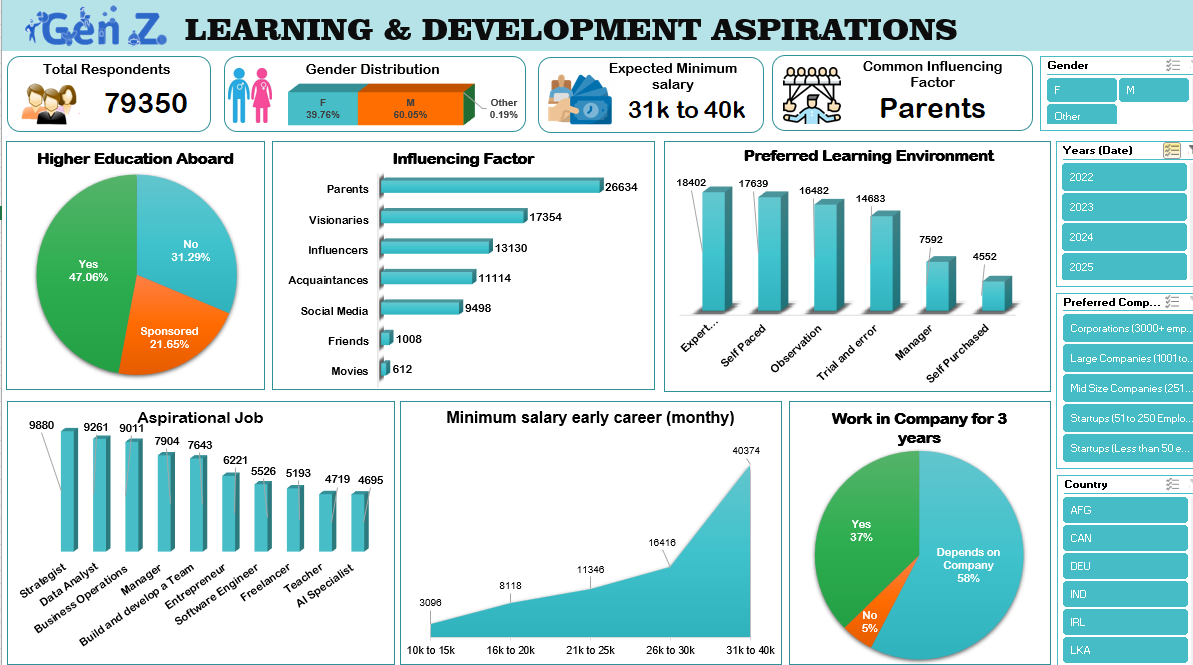 Gen Z. LEARNING & DEVELOPMENT ASPIRATIONS
Total Respondents
79350
Gender Distribution
F
39.76%
M
60.05%
Other
0.19%
Expected Minimum
salary
31k to 40k
Common Influencing
Factor
Parents
Gender
F
M
Other
Higher Education Aboard
No
31.29%
Yes
47.06%
Sponsored
21.65%
Influencing Factor
Parents 26634
Visionaries 17354
Influencers 13130
Acquaintances 11114
Social Media 9498
Friends 1008
Movies 612
Preferred Learning Environment
18402
17639
16482
14683
7592
4552
Expert...
Self Paced
Observation
Trial and error
Manager
Self Purchased
Years (Date)
2022
2023
2024
2025
Preferred Comp...
Corporations (3000+ emp...
Large Companies (1001 to...
Mid Size Companies (251...
Startups (51 to 250 Emplo...
Startups (Less than 50 e...
Aspirational Job
9880
9261
9011
7904
7643
6221
5526
5193
4719
4695
Strategist
Data Analyst
Business Operations
Manager
Build and develop a Team
Entrepreneur
Software Engineer
Freelancer
Teacher
AI Specialist
Minimum salary early career (monthy)
3096
8118
11346
16416
40374
10k to 15k
16k to 20k
21k to 25k
26k to 30k
31k to 40k
Work in Company for 3
years
Yes
37%
Depends on
Company
58%
No
5%
Country
AFG
CAN
DEU
IND
IRL
LKA